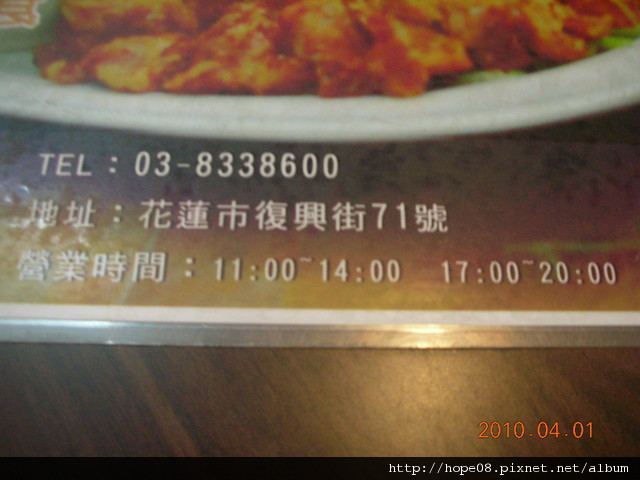 TEL：03-8338600
地址：花蓮市復興街71號
營業時間：11:00~14:00 17:00~20:00
2010.04.01
http://hope08.pixnet.net/album